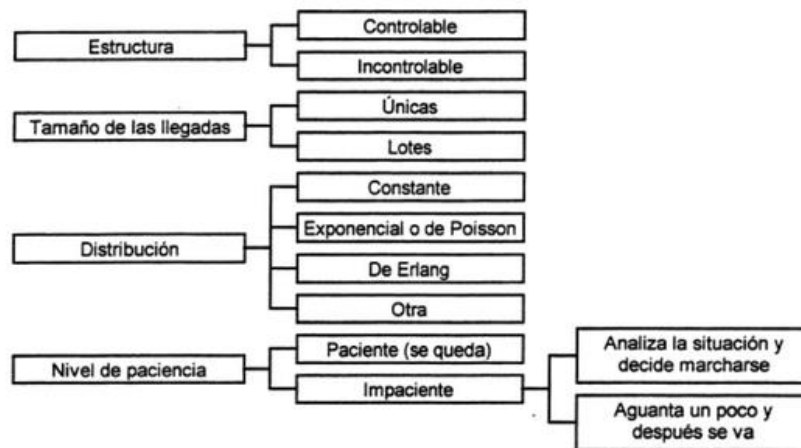 Estructura
Controlable
Incontrolable
Tamaño de las llegadas
Únicas
Lotes
Distribución
Constante
Exponencial o de Poisson
De Erlang
Otra
Nivel de paciencia
Paciente (se queda)
Impaciente
Analiza la situación y
decide marcharse
Aguanta un poco y
después se va